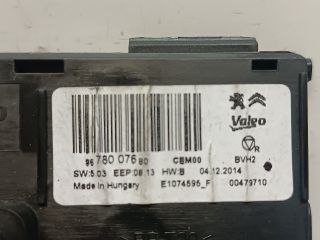 Valeo
R
96 780 076 80 CBM00 BVH2
SW:5.03 EEP:08.13 HW:B 04.12.2014
Made in Hungary E1074595_F 00479710